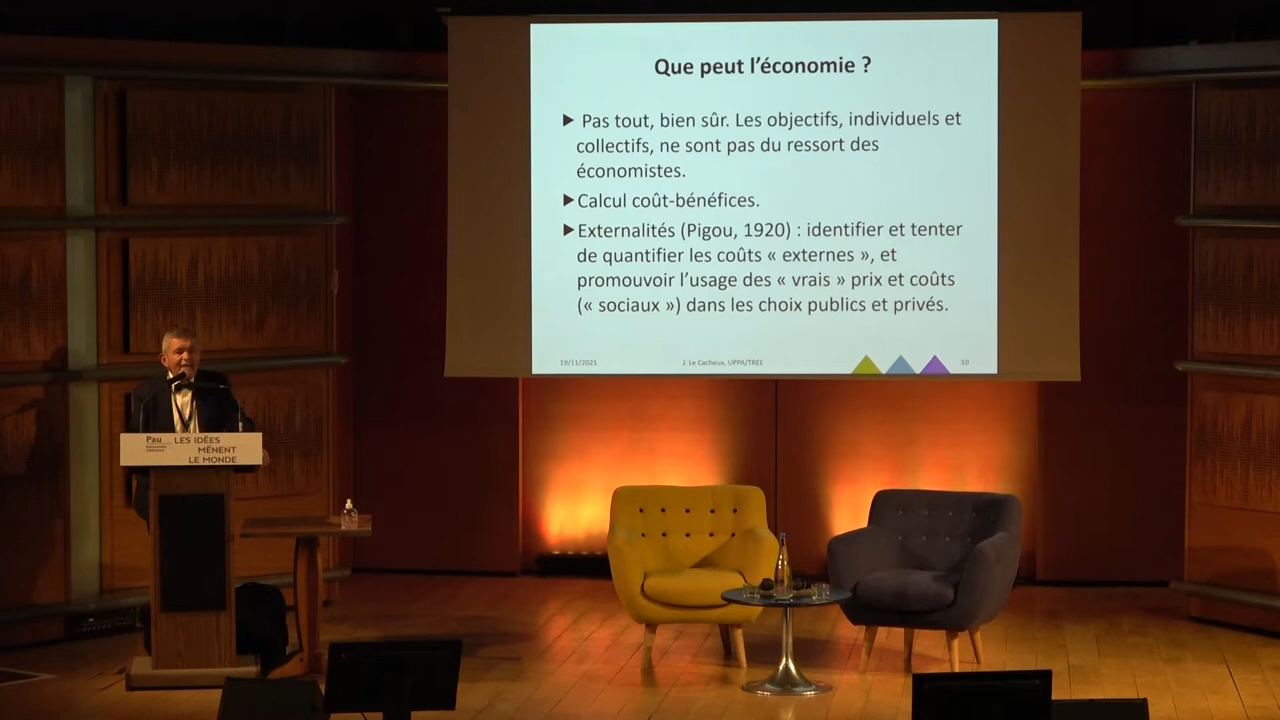 Que peut l'économie ?
▶ Pas tout, bien sûr. Les objectifs, individuels et
collectifs, ne sont pas du ressort des
économistes.
▶Calcul coût-bénéfices.
▶Externalités (Pigou, 1920) : identifier et tenter
de quantifier les coûts « externes », et
promouvoir l'usage des « vrais » prix et coûts
(« sociaux ») dans les choix publics et privés.
19/11/2021
J. Le Cacheux, UPPA/TREE
10
Pau
LES IDÉES
MÈNENT
LE MONDE